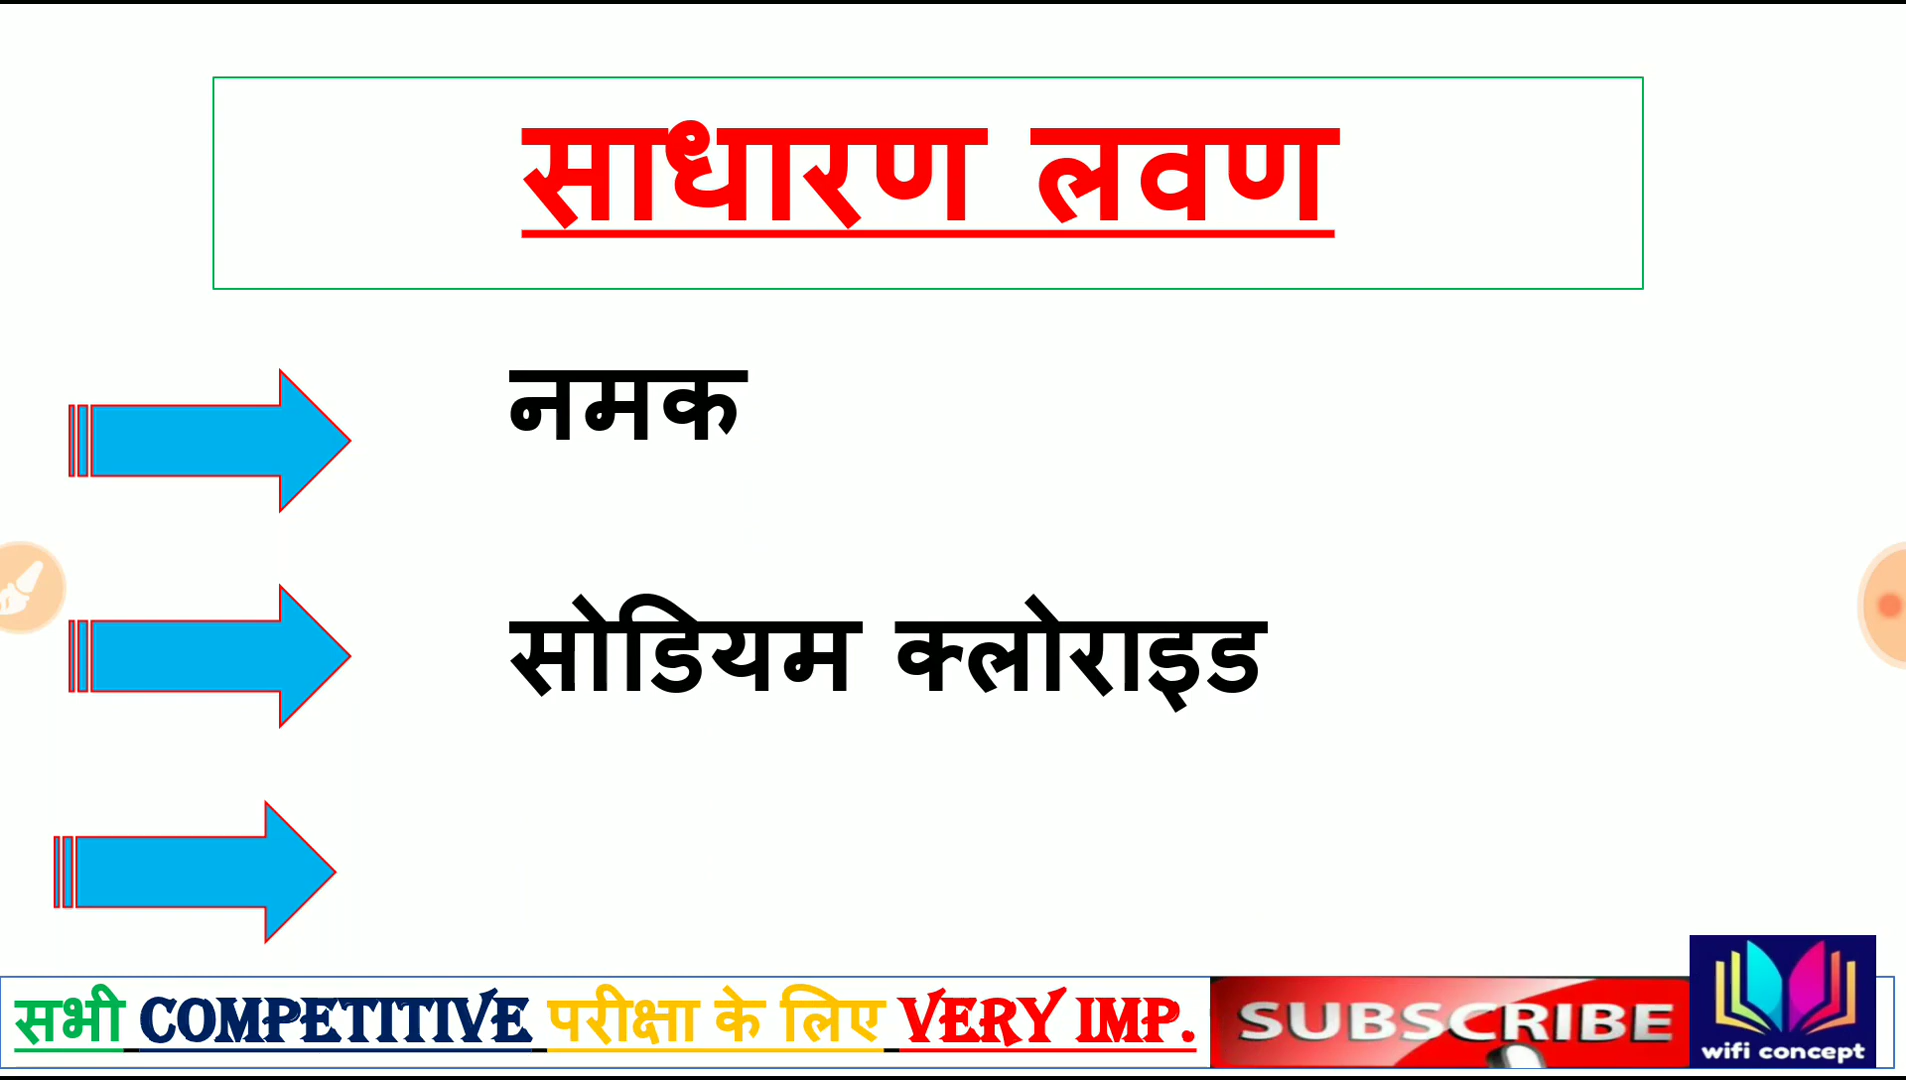 साधारण लवण
नमक
सोडियम क्लोराइड
सभी COMPETITIVE परीक्षा के लिए VERY IMP.
SUBSCRIBE
wifi concept